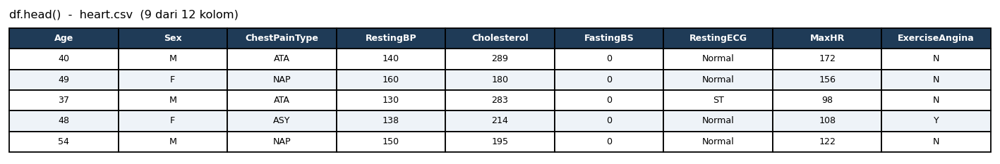 df.head()  -  heart.csv  (9 dari 12 kolom)
Age Sex ChestPainType RestingBP Cholesterol FastingBS RestingECG MaxHR ExerciseAngina
40 M ATA 140 289 0 Normal 172 N
49 F NAP 160 180 0 Normal 156 N
37 M ATA 130 283 0 ST 98 N
48 F ASY 138 214 0 Normal 108 Y
54 M NAP 150 195 0 Normal 122 N